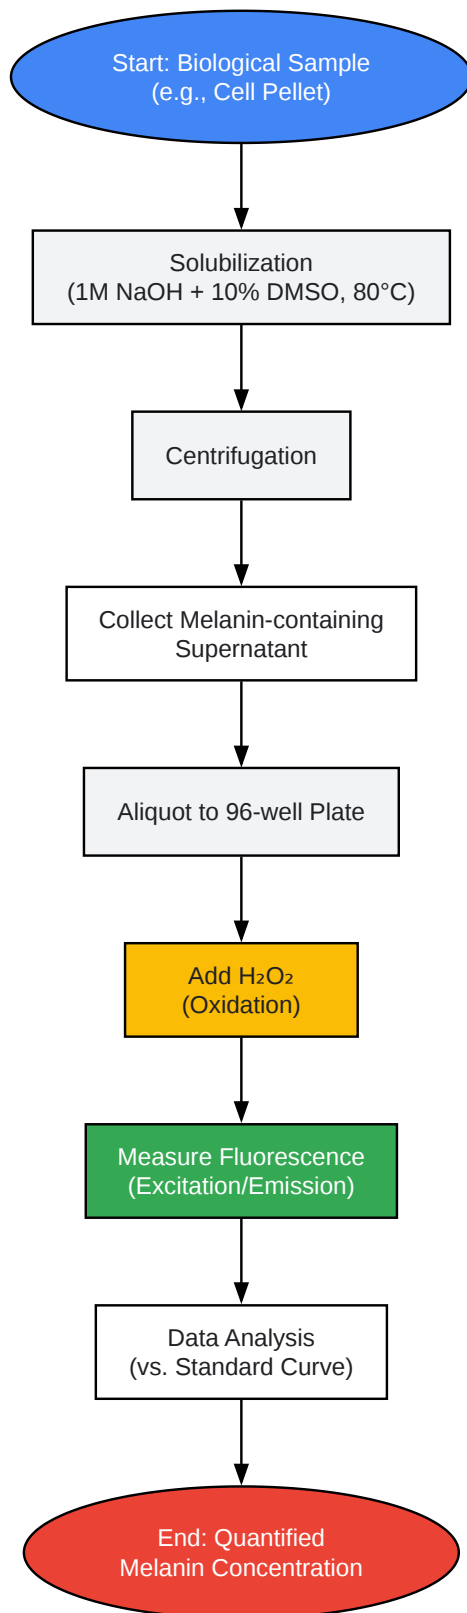 Start: Biological Sample
(e.g., Cell Pellet)
Solubilization
(1M NaOH + 10% DMSO, 80°C)
Centrifugation
Collect Melanin-containing
Supernatant
Aliquot to 96-well Plate
Add H₂O₂
(Oxidation)
Measure Fluorescence
(Excitation/Emission)
Data Analysis
(vs. Standard Curve)
End: Quantified
Melanin Concentration